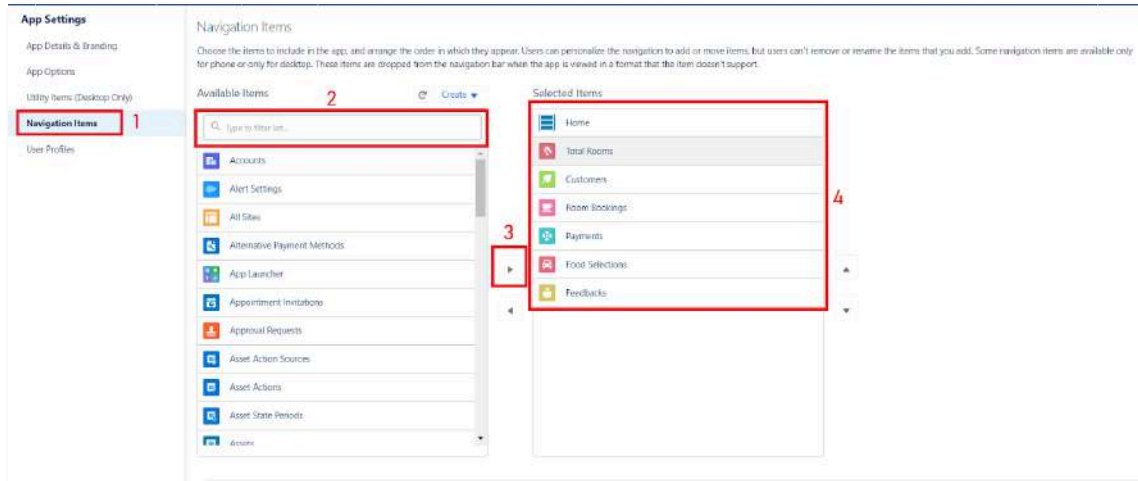 App Settings
App Details & Branding
App Options
Utility Items (Desktop Only)
Navigation Items
User Profiles
1
Navigation Items
Choose the items to include in the app, and arrange the order in which they appear. Users can personalize the navigation to add or move items, but users can't remove or rename the items that you add. Some navigation items are available only
for phone or only for desktop. These items are dropped from the navigation bar when the app is viewed in a format that the item doesn't support.
Available Items
2
Create
Type to filter list...
Accounts
Alert Settings
All Sites
Alternative Payment Methods
App Launcher
Appointment Invitations
Approval Requests
Asset Action Sources
Asset Actions
Asset State Periods
Assets
3
Selected Items
Home
Total Rooms
Customers
Room Bookings
Payments
Food Selections
Feedbacks
4